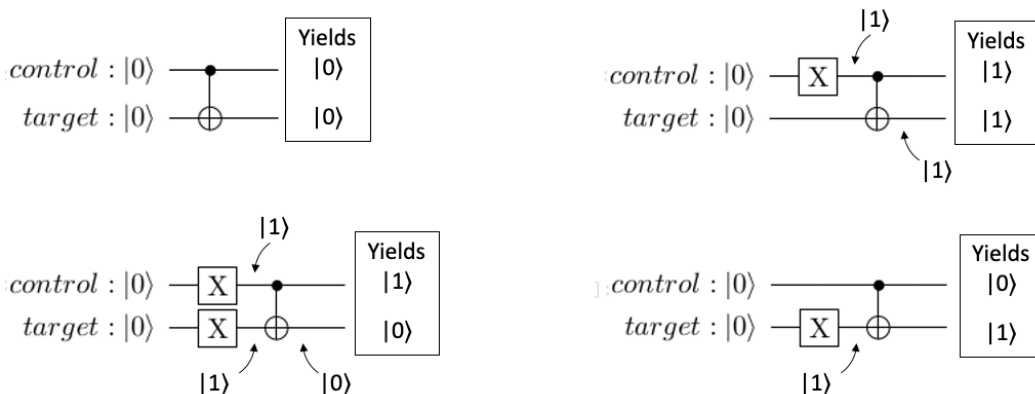 Yields
control : |0⟩ |0⟩
target : |0⟩ |0⟩
|1⟩
Yields
control : |0⟩ X |1⟩
target : |0⟩ |1⟩
|1⟩
|1⟩
Yields
control : |0⟩ X |1⟩
target : |0⟩ X |0⟩
|1⟩ |0⟩
Yields
control : |0⟩ |0⟩
target : |0⟩ X |1⟩
|1⟩